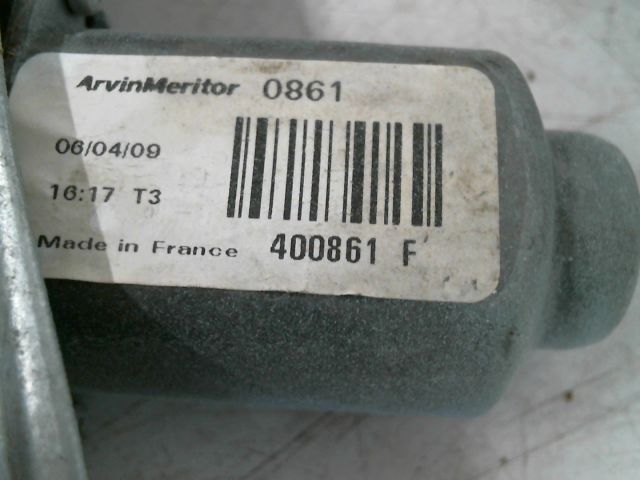 ArvinMeritor 0861
06/04/09
16:17 T3
Made in France 400861 F